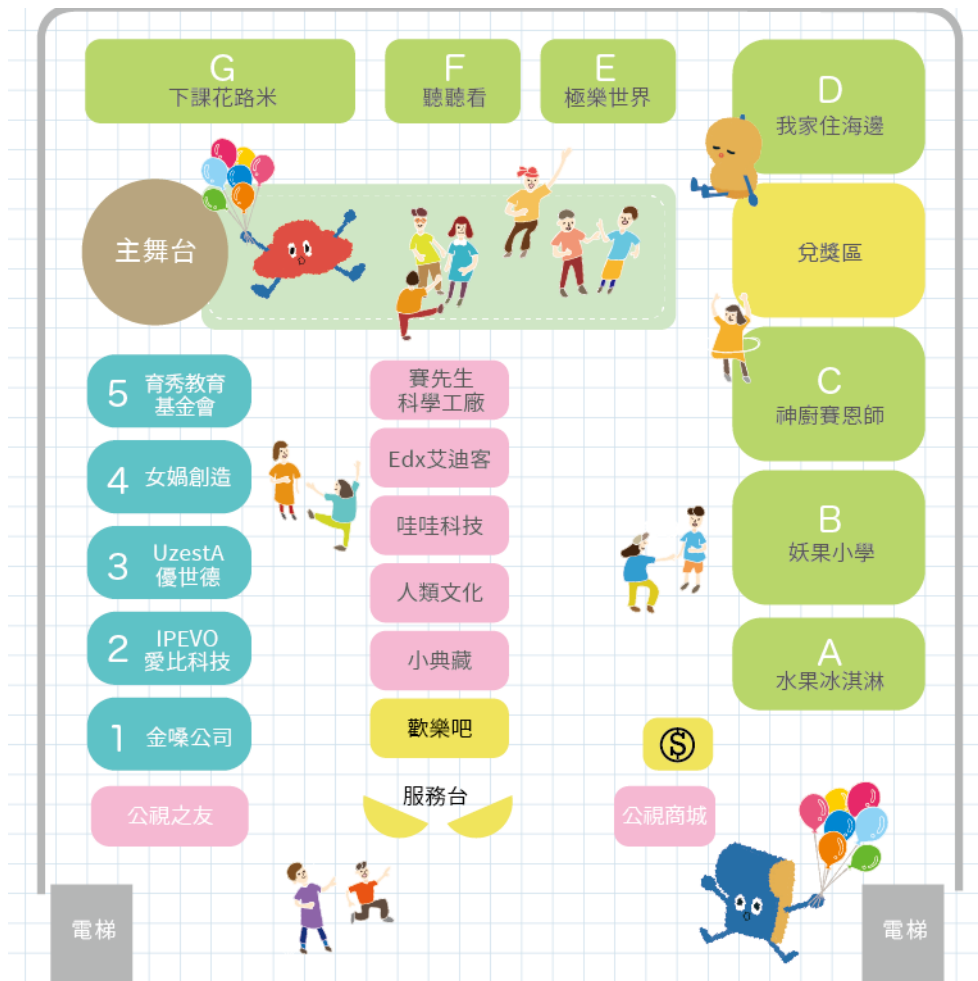 G
下課花路米
F
聽聽看
E
極樂世界
D
我家住海邊
主舞台
兌獎區
5
育秀教育
基金會
賽先生
科學工廠
C
神廚賽恩師
4
女媧創造
Edx艾迪客
3
UzestA
優世德
哇哇科技
B
妖果小學
2
IPEVO
愛比科技
人類文化
小典藏
A
水果冰淇淋
1
金嗓公司
歡樂吧
$
公視之友
服務台
公視商城
電梯
電梯